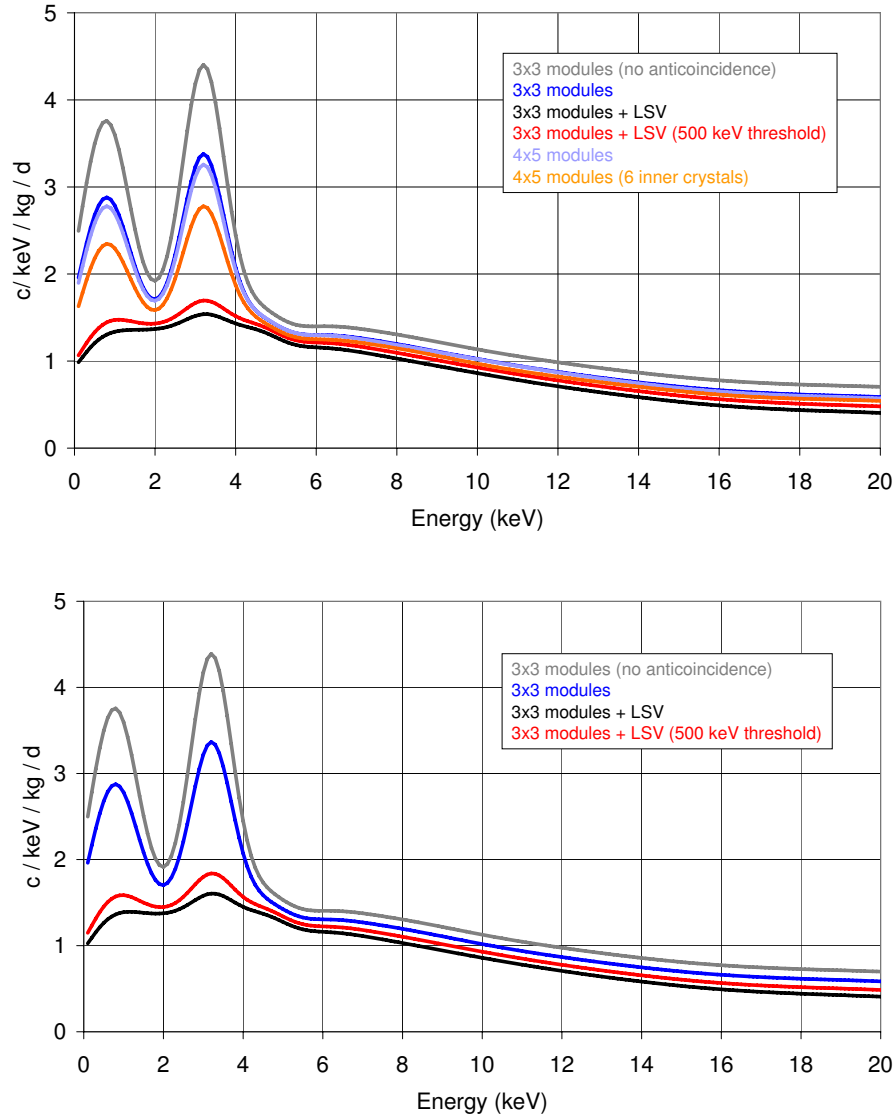 5
4
3
2
1
0
c/ keV / kg / d
3x3 modules (no anticoincidence)
3x3 modules
3x3 modules + LSV
3x3 modules + LSV (500 keV threshold)
4x5 modules
4x5 modules (6 inner crystals)
0 2 4 6 8 10 12 14 16 18 20
Energy (keV)
5
4
3
2
1
0
c / keV / kg / d
3x3 modules (no anticoincidence)
3x3 modules
3x3 modules + LSV
3x3 modules + LSV (500 keV threshold)
0 2 4 6 8 10 12 14 16 18 20
Energy (keV)